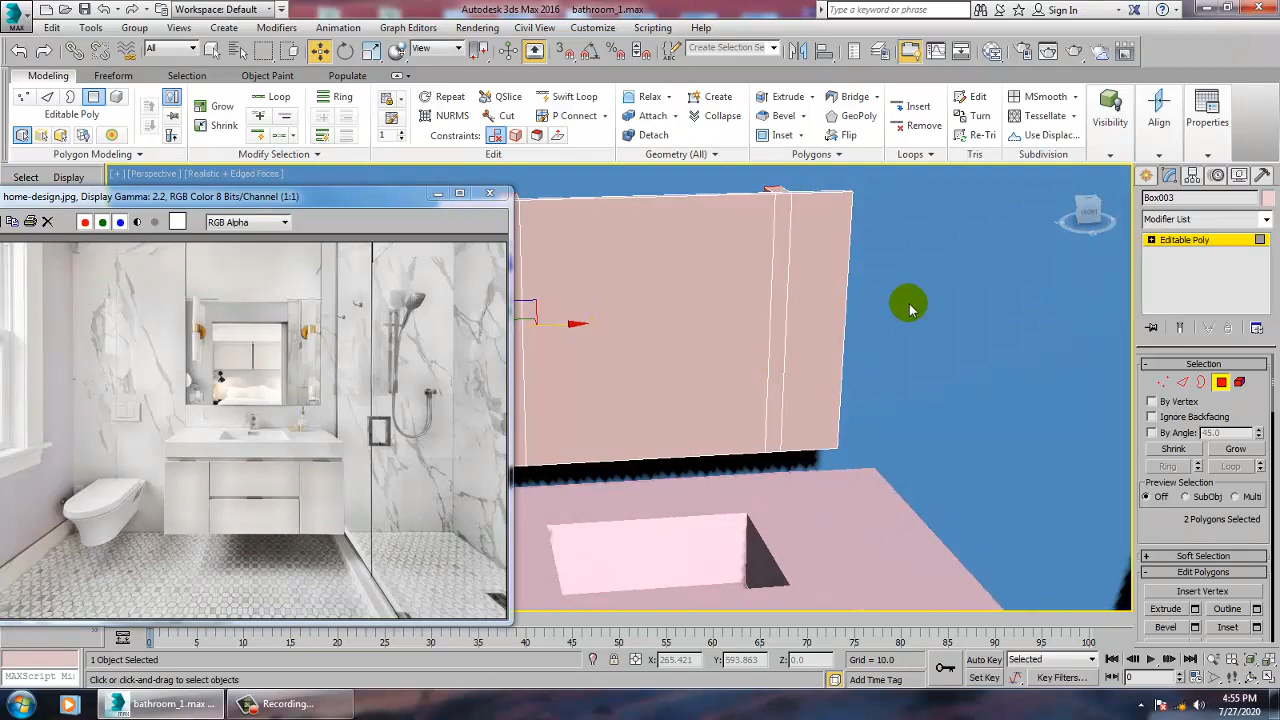 Workspace: Default
Autodesk 3ds Max 2016 bathroom_1.max
Type a keyword or phrase
Sign In
MAX
Edit Tools Group Views Create Modifiers Animation Graph Editors Rendering Civil View Customize Scripting Help
All
View
Create Selection Se
Modeling Freeform Selection Object Paint Populate
Editable Poly
Grow
Shrink
Loop
Ring
Repeat QSlice Swift Loop
NURMS Cut P Connect
Constraints:
1
Relax Create
Attach Collapse
Detach
Extrude Bridge
Bevel GeoPoly
Inset Flip
Insert
Remove
Edit MSmooth
Turn Tessellate
Re-Tri Use Displac...
Visibility
Align
Properties
Polygon Modeling Modify Selection Edit Geometry (All) Polygons Loops Tris Subdivision
Select Display
[ + ] [Perspective] [Realistic + Edged Faces]
home-design.jpg, Display Gamma: 2.2, RGB Color 8 Bits/Channel (1:1)
RGB Alpha
Box003
Modifier List
Editable Poly
Selection
By Vertex
Ignore Backfacing
By Angle: 45.0
Shrink Grow
Ring Loop
Preview Selection
Off SubObj Multi
2 Polygons Selected
Soft Selection
Edit Polygons
Insert Vertex
Extrude Outline
Bevel Inset
0 5 10 15 20 25 30 35 40 45 50 55 60 65 70 75 80 85 90 95 100
1 Object Selected
X: 265.421 Y: 593.863 Z: 0.0 Grid = 10.0
Auto Key Selected
MAXScript Mi
Click or click-and-drag to select objects
Add Time Tag
Set Key Key Filters...
0
bathroom_1.max ...
Recording...
4:55 PM
7/27/2020